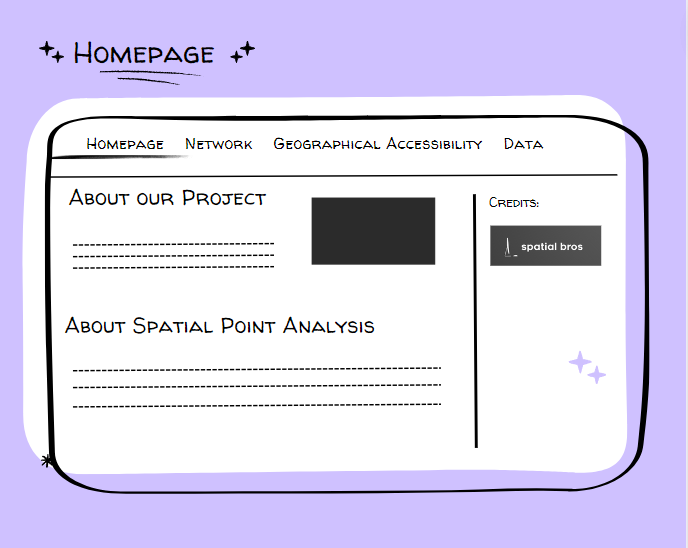 Homepage
Homepage Network Geographical Accessibility Data
About our Project
Credits:
spatial bros
About Spatial Point Analysis